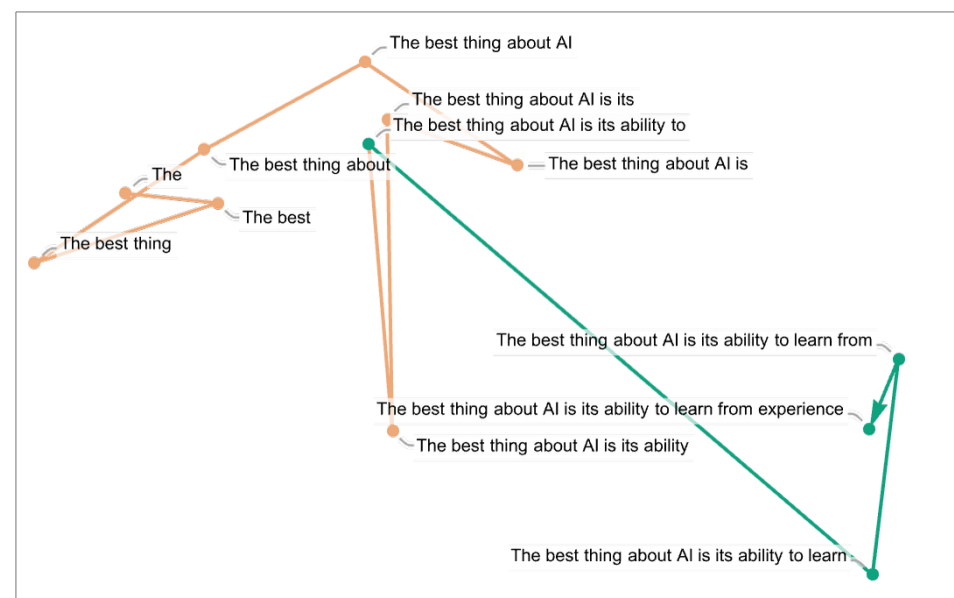 The best thing about AI
The best thing about AI is its
The best thing about AI is its ability to
The best thing about
The best thing about AI is
The
The best
The best thing
The best thing about AI is its ability to learn from
The best thing about AI is its ability to learn from experience
The best thing about AI is its ability
The best thing about AI is its ability to learn